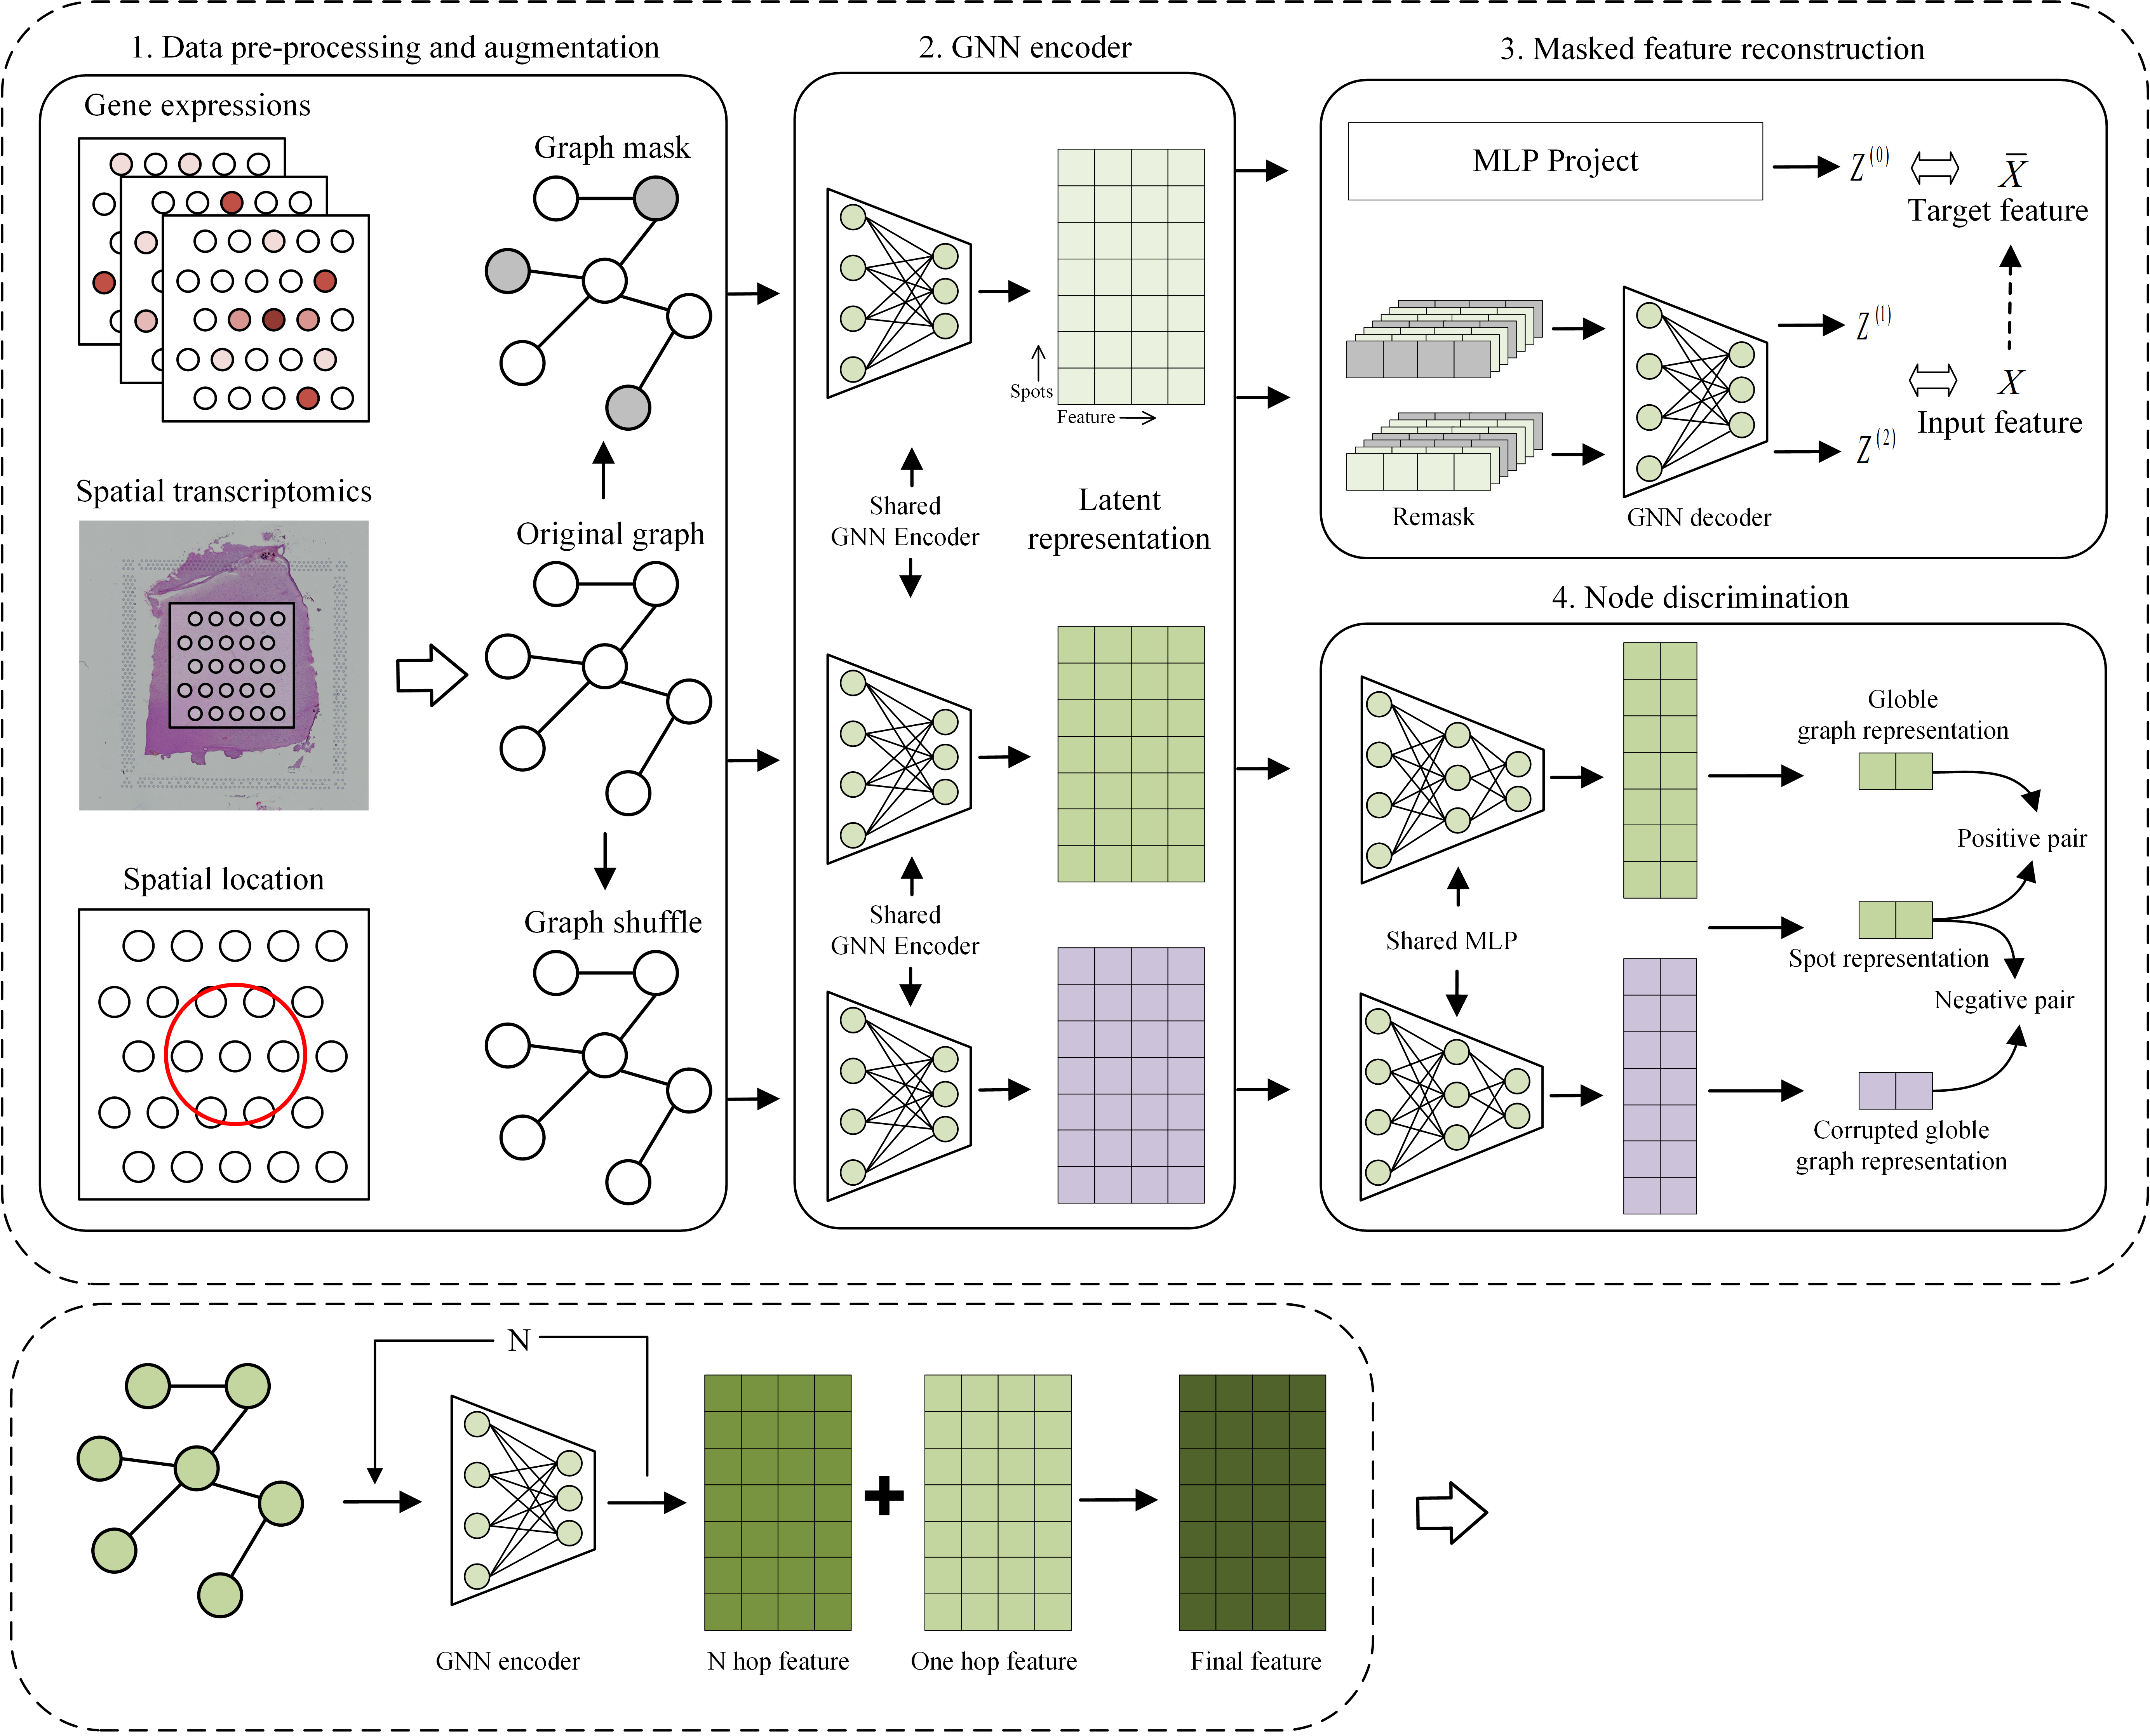 1. Data pre-processing and augmentation
Gene expressions
Graph mask
Spatial transcriptomics
Original graph
Spatial location
Graph shuffle
2. GNN encoder
Spots
Feature
Shared
GNN Encoder
Latent
representation
Shared
GNN Encoder
3. Masked feature reconstruction
MLP Project
Z(0)
X̅
Target feature
Z(1)
X
Input feature
Z(2)
Remask
GNN decoder
4. Node discrimination
Globle
graph representation
Positive pair
Shared MLP
Spot representation
Negative pair
Corrupted globle
graph representation
N
GNN encoder
N hop feature
+
One hop feature
Final feature